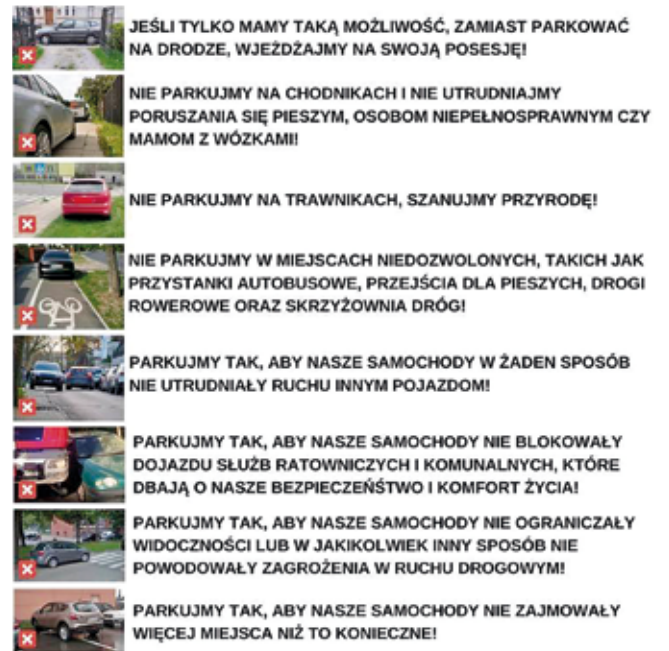 JEŚLI TYLKO MAMY TAKĄ MOŻLIWOŚĆ, ZAMIAST PARKOWAĆ
NA DRODZE, WJEŻDŻAJMY NA SWOJĄ POSESJĘ!
NIE PARKUJMY NA CHODNIKACH I NIE UTRUDNIAJMY
PORUSZANIA SIĘ PIESZYM, OSOBOM NIEPEŁNOSPRAWNYM CZY
MAMOM Z WÓZKAMI!
NIE PARKUJMY NA TRAWNIKACH, SZANUJMY PRZYRODĘ!
NIE PARKUJMY W MIEJSCACH NIEDOZWOLONYCH, TAKICH JAK
PRZYSTANKI AUTOBUSOWE, PRZEJŚCIA DLA PIESZYCH, DROGI
ROWEROWE ORAZ SKRZYŻOWNIA DRÓG!
PARKUJMY TAK, ABY NASZE SAMOCHODY W ŻADEN SPOSÓB
NIE UTRUDNIAŁY RUCHU INNYM POJAZDOM!
PARKUJMY TAK, ABY NASZE SAMOCHODY NIE BLOKOWAŁY
DOJAZDU SŁUŻB RATOWNICZYCH I KOMUNALNYCH, KTÓRE
DBAJĄ O NASZE BEZPIECZEŃŚTWO I KOMFORT ŻYCIA!
PARKUJMY TAK, ABY NASZE SAMOCHODY NIE OGRANICZAŁY
WIDOCZNOŚCI LUB W JAKIKOLWIEK INNY SPOSÓB NIE
POWODOWAŁY ZAGROŻENIA W RUCHU DROGOWYM!
PARKUJMY TAK, ABY NASZE SAMOCHODY NIE ZAJMOWAŁY
WIĘCEJ MIEJSCA NIŻ TO KONIECZNE!